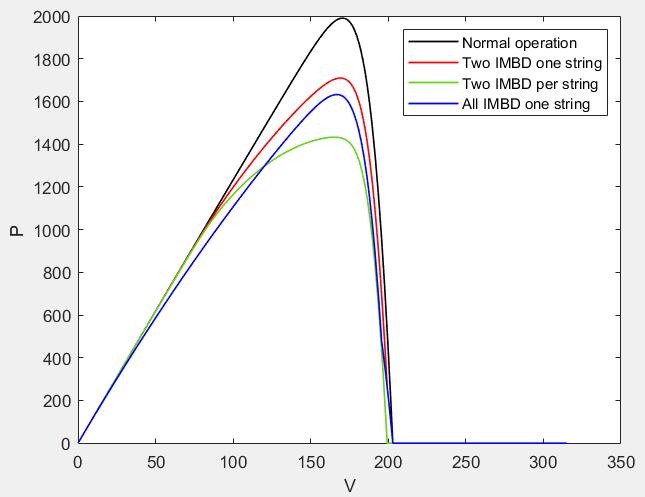 2000
1800
1600
1400
1200
1000
800
600
400
200
0
P
Normal operation
Two IMBD one string
Two IMBD per string
All IMBD one string
0 50 100 150 200 250 300 350
V